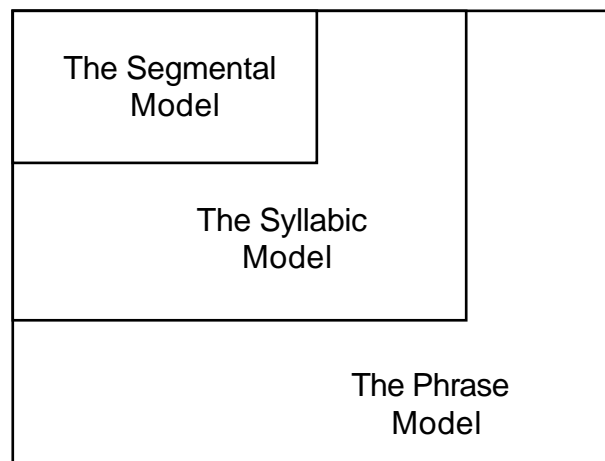 The Segmental
Model
The Syllabic
Model
The Phrase
Model